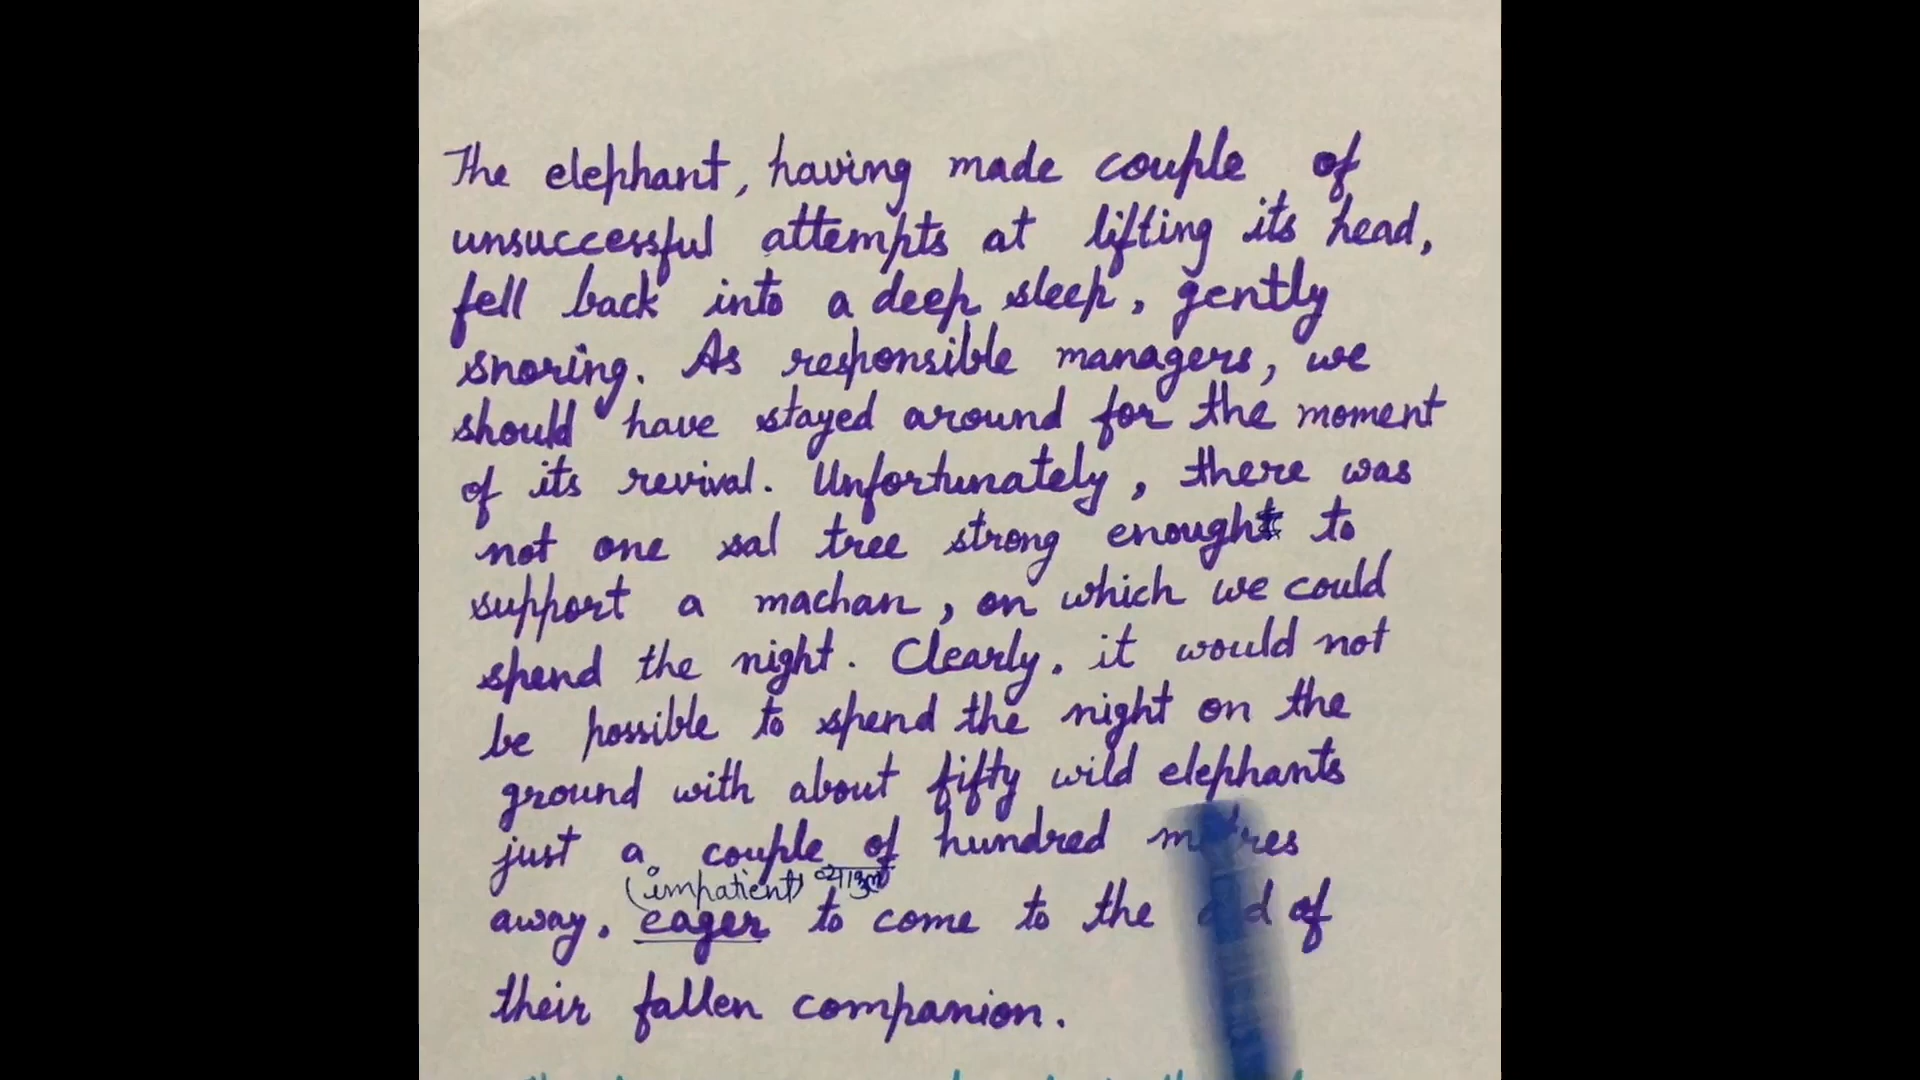 The elephant, having made couple of
unsuccessful attempts at lifting its head,
fell back into a deep sleep, gently
snoring. As responsible managers, we
should have stayed around for the moment
of its revival. Unfortunately, there was
not one sal tree strong enough to
support a machan, on which we could
spend the night. Clearly, it would not
be possible to spend the night on the
ground with about fifty wild elephants
just a couple of hundred metres
(impatient)
away, eager to come to the of
their fallen companion.